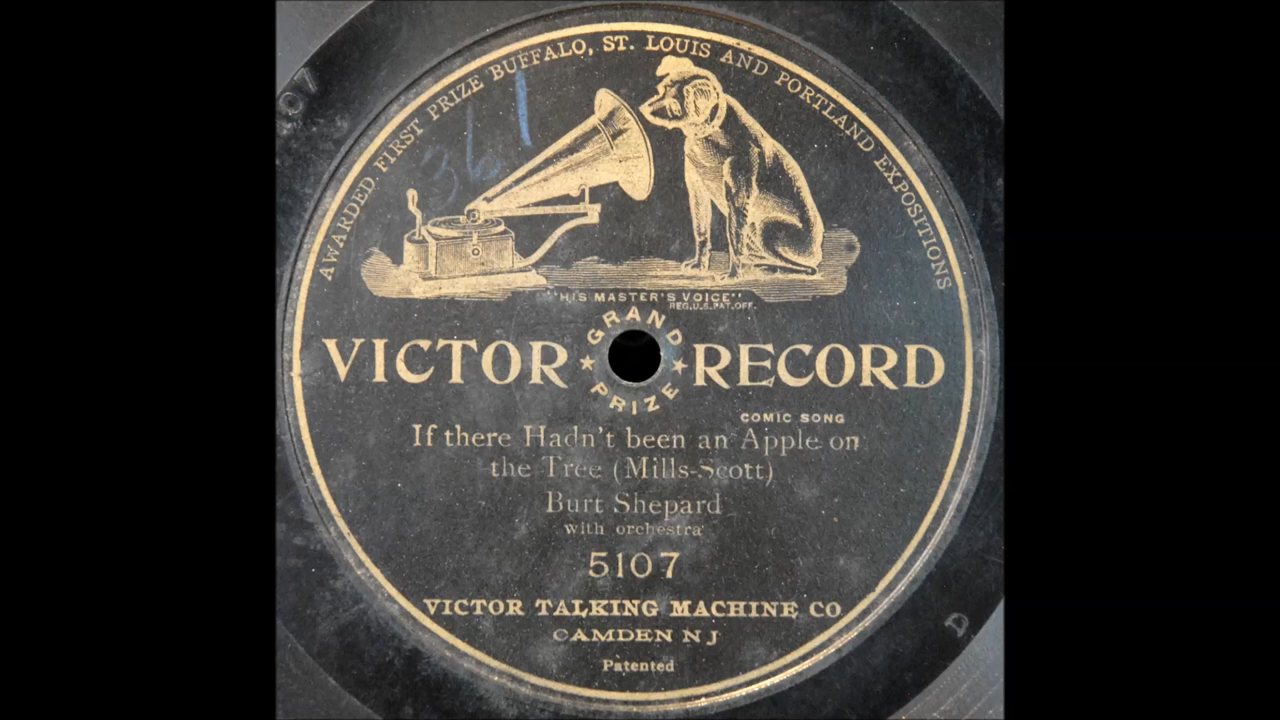 AWARDED FIRST PRIZE BUFFALO, ST. LOUIS AND PORTLAND EXPOSITIONS
361
"HIS MASTER'S VOICE"
REG.U.S.PAT.OFF.
GRAND
VICTOR RECORD
PRIZE
COMIC SONG
If there Hadn't been an Apple on
the Tree (Mills-Scott)
Burt Shepard
with orchestra
5107
VICTOR TALKING MACHINE CO
CAMDEN N J
Patented
D